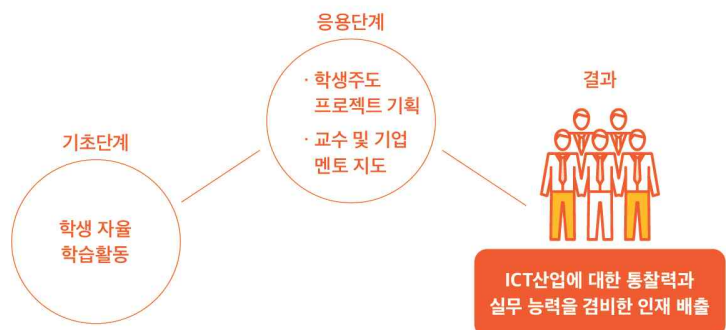 기초단계
학생 자율
학습활동
응용단계
· 학생주도
프로젝트 기획
· 교수 및 기업
멘토 지도
결과
ICT산업에 대한 통찰력과
실무 능력을 겸비한 인재 배출